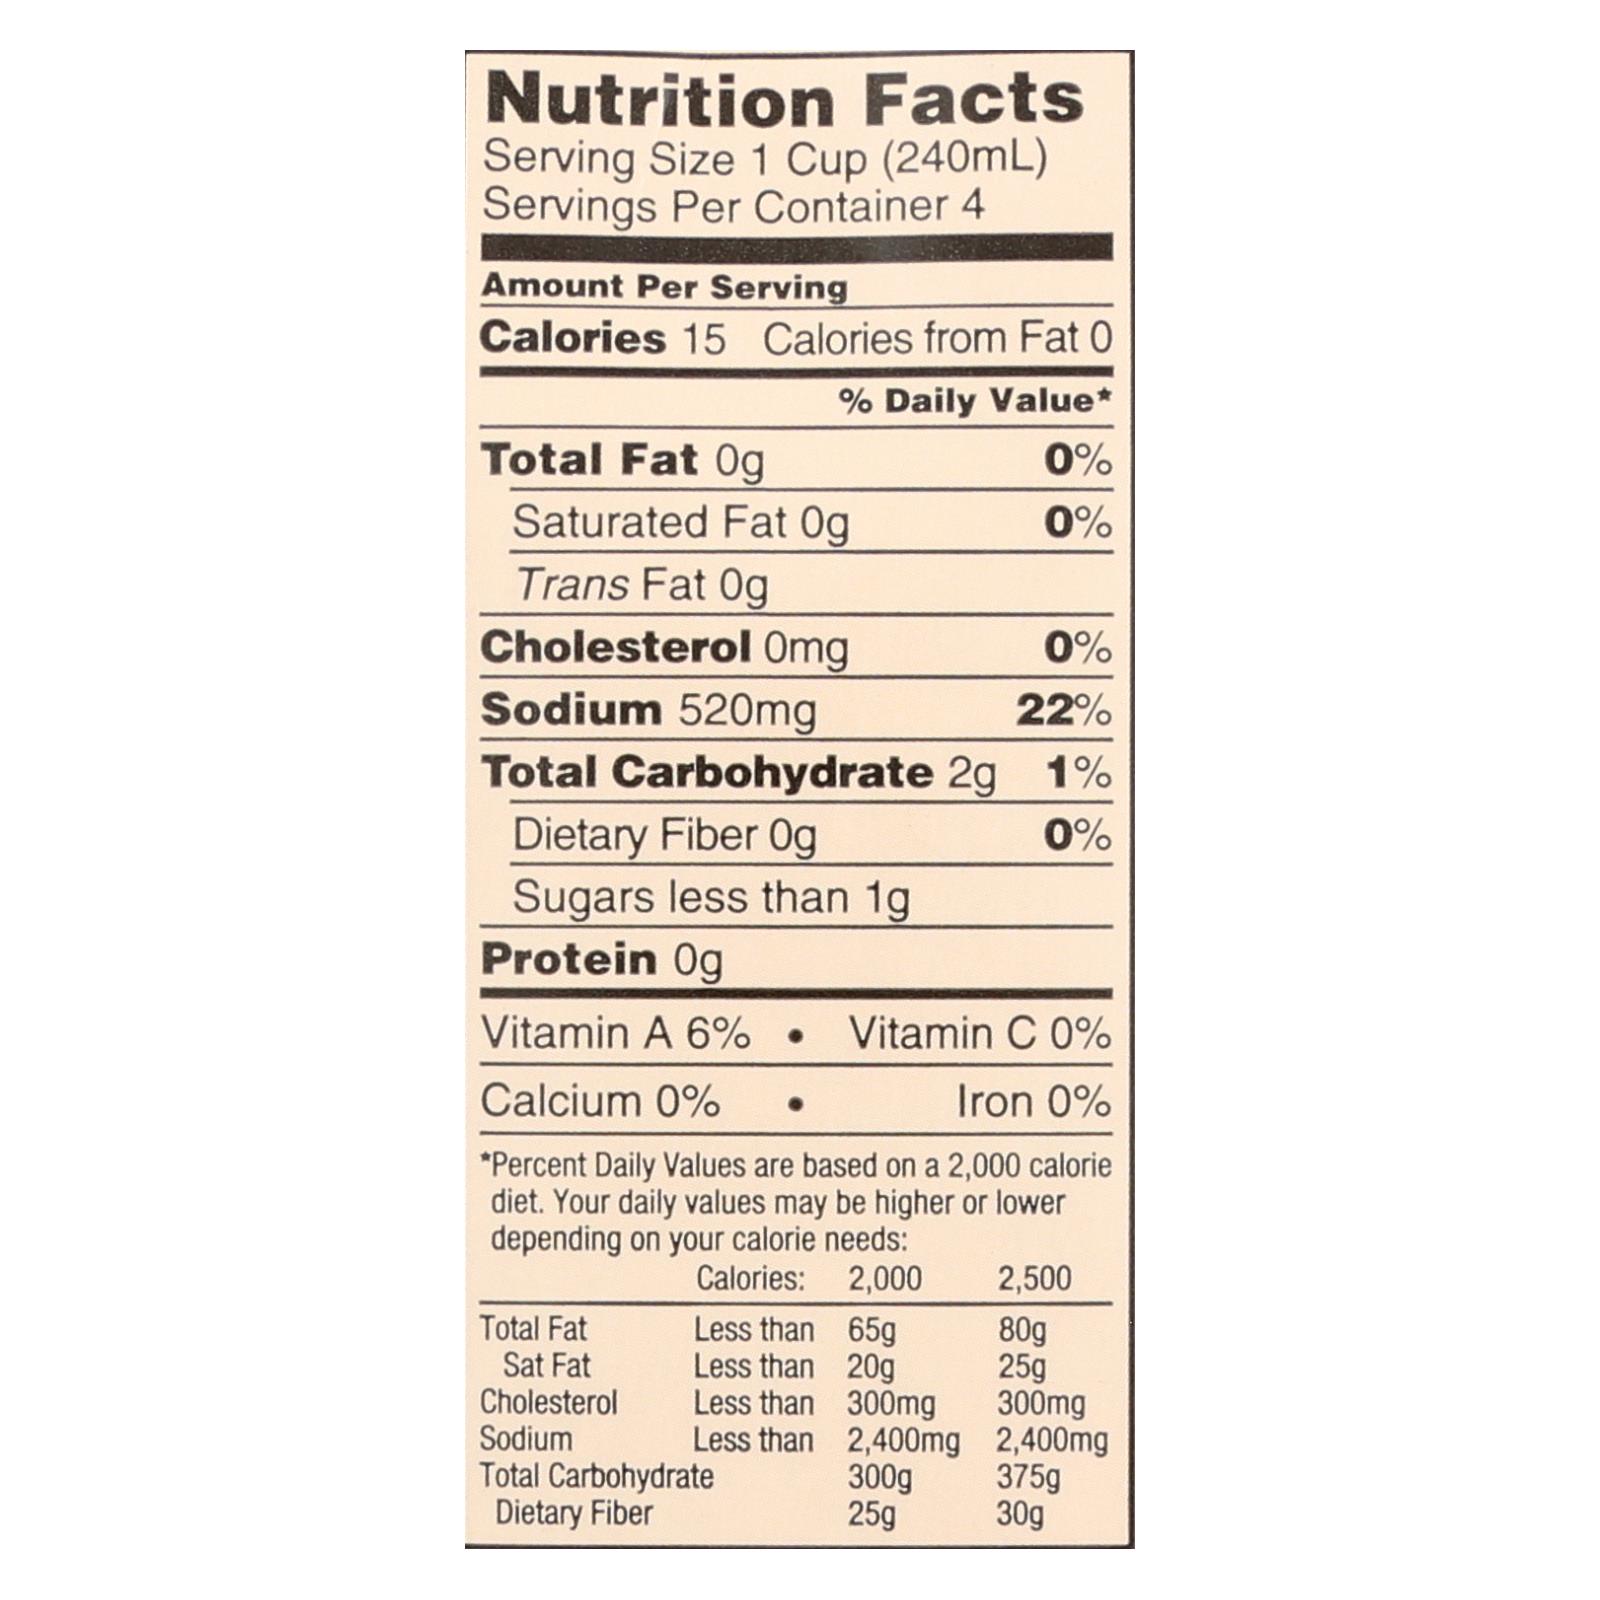 Nutrition Facts
Serving Size 1 Cup (240mL)
Servings Per Container 4
Amount Per Serving
Calories 15 Calories from Fat 0
% Daily Value*
Total Fat 0g 0%
Saturated Fat 0g 0%
Trans Fat 0g
Cholesterol 0mg 0%
Sodium 520mg 22%
Total Carbohydrate 2g 1%
Dietary Fiber 0g 0%
Sugars less than 1g
Protein 0g
Vitamin A 6% • Vitamin C 0%
Calcium 0% • Iron 0%
*Percent Daily Values are based on a 2,000 calorie
diet. Your daily values may be higher or lower
depending on your calorie needs:
Calories: 2,000 2,500
Total Fat Less than 65g 80g
Sat Fat Less than 20g 25g
Cholesterol Less than 300mg 300mg
Sodium Less than 2,400mg 2,400mg
Total Carbohydrate 300g 375g
Dietary Fiber 25g 30g